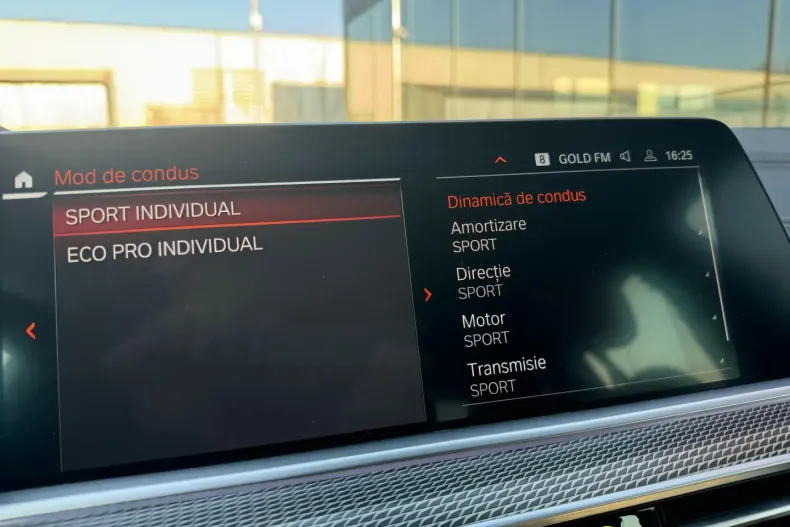 8 GOLD FM 16:25
Mod de condus
SPORT INDIVIDUAL
ECO PRO INDIVIDUAL
Dinamică de condus
Amortizare
SPORT
Direcție
SPORT
Motor
SPORT
Transmisie
SPORT